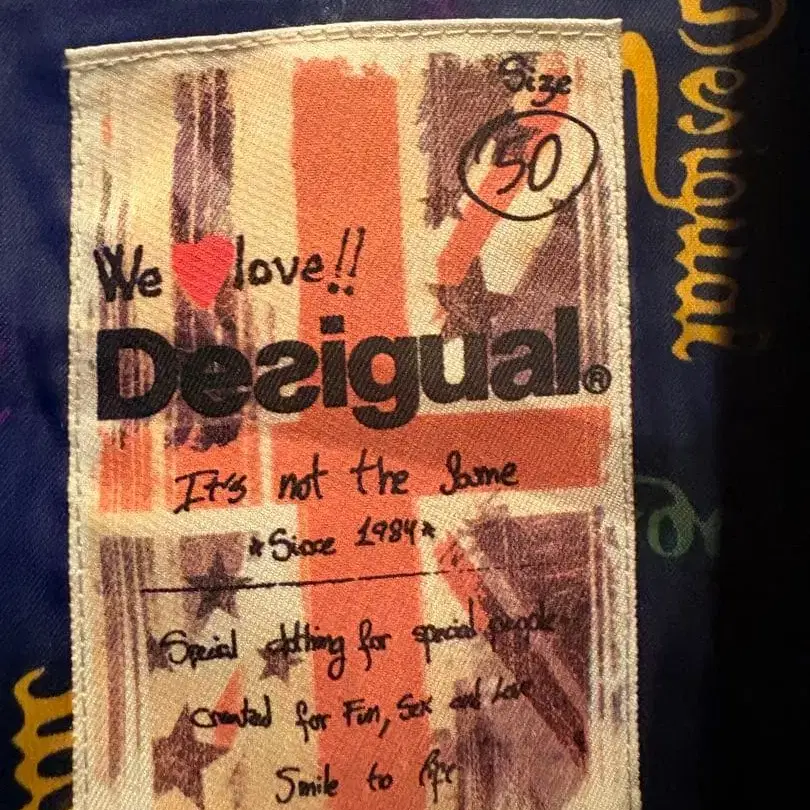 Size
50
We love!!
Desigual®
It's not the same
*Since 1984*
Special clothing for special people
created for Fun, Sex and Love
Smile to life
Desigual